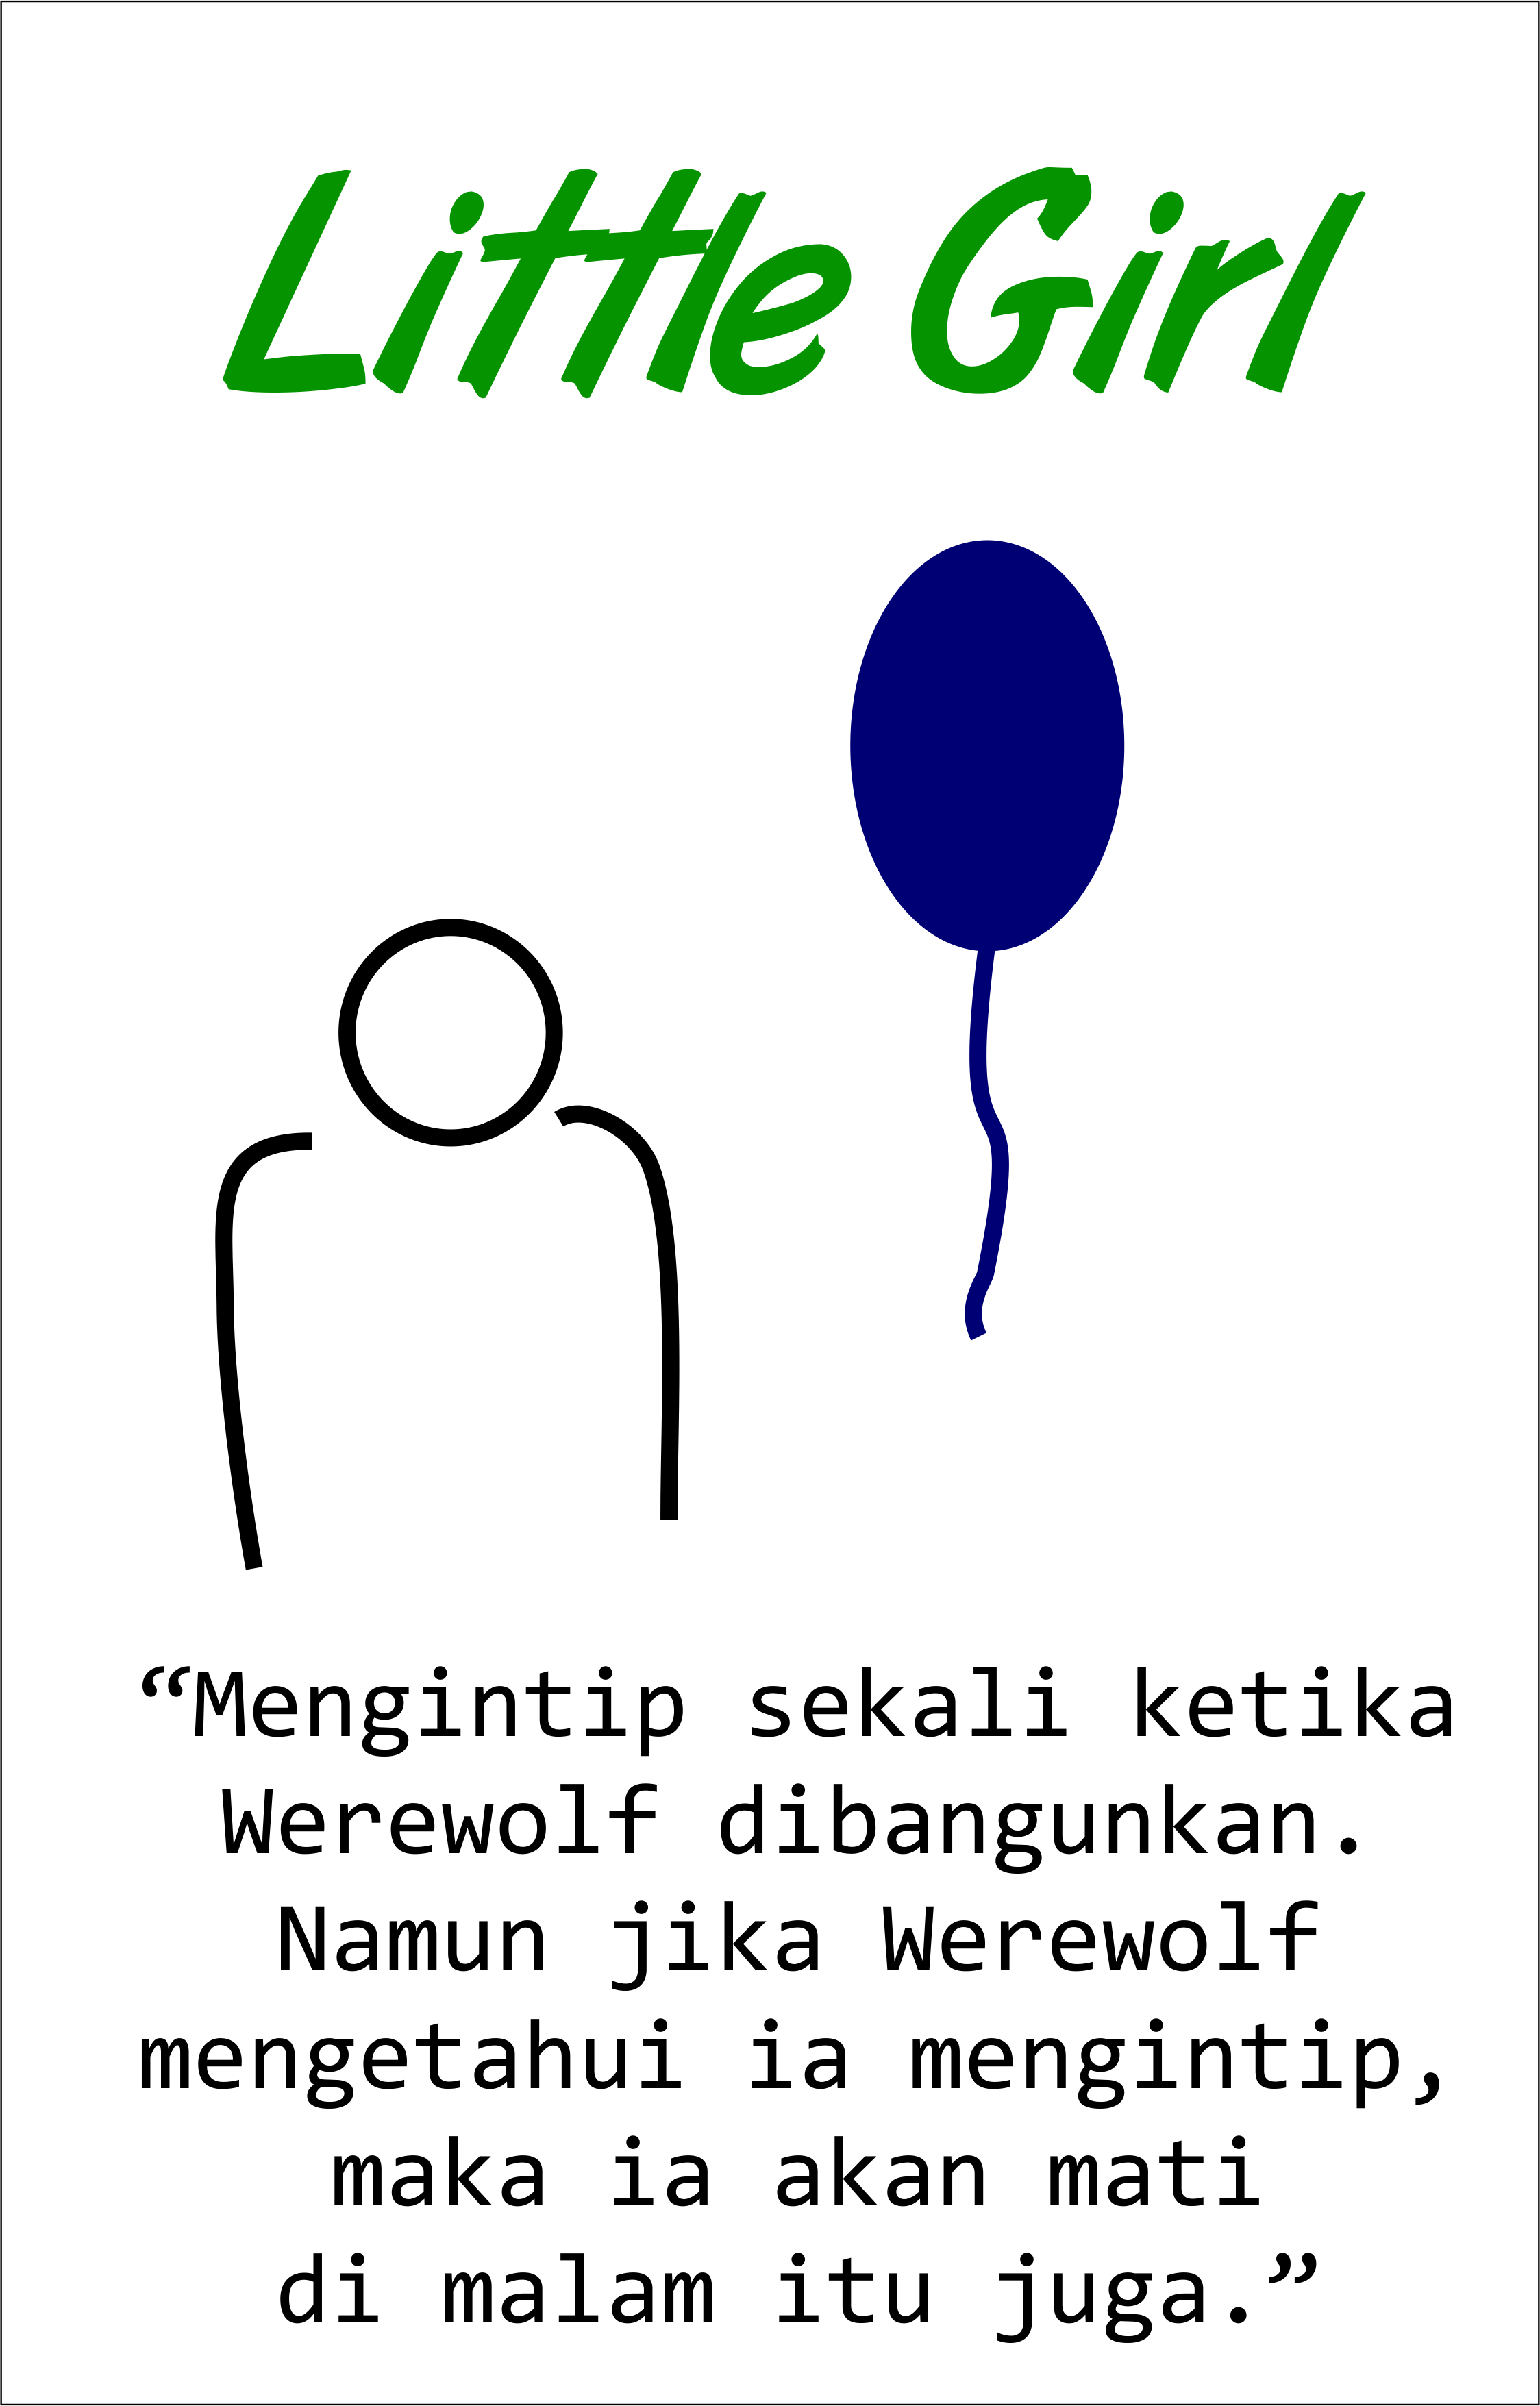 Little Girl
“Mengintip sekali ketika
Werewolf dibangunkan.
Namun jika Werewolf
mengetahui ia mengintip,
maka ia akan mati
di malam itu juga.”